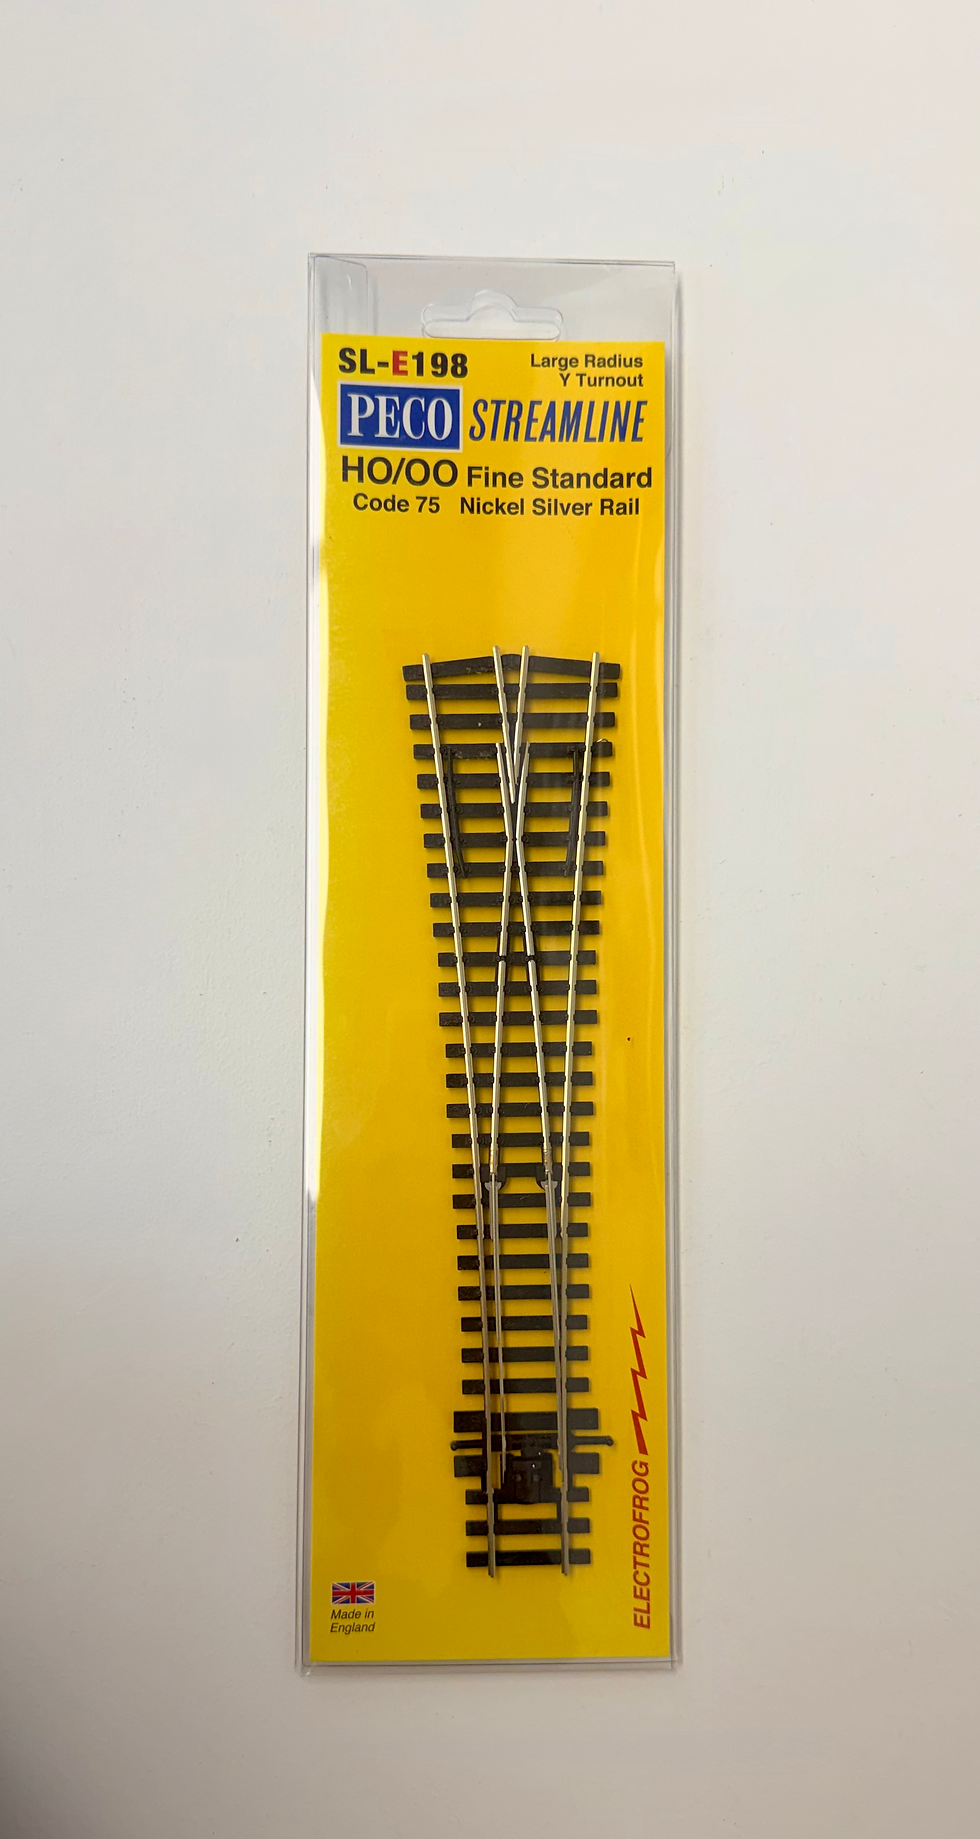 SL-E198
Large Radius
Y Turnout
PECO STREAMLINE
HO/OO Fine Standard
Code 75 Nickel Silver Rail
ELECTROFROG
Made in
England